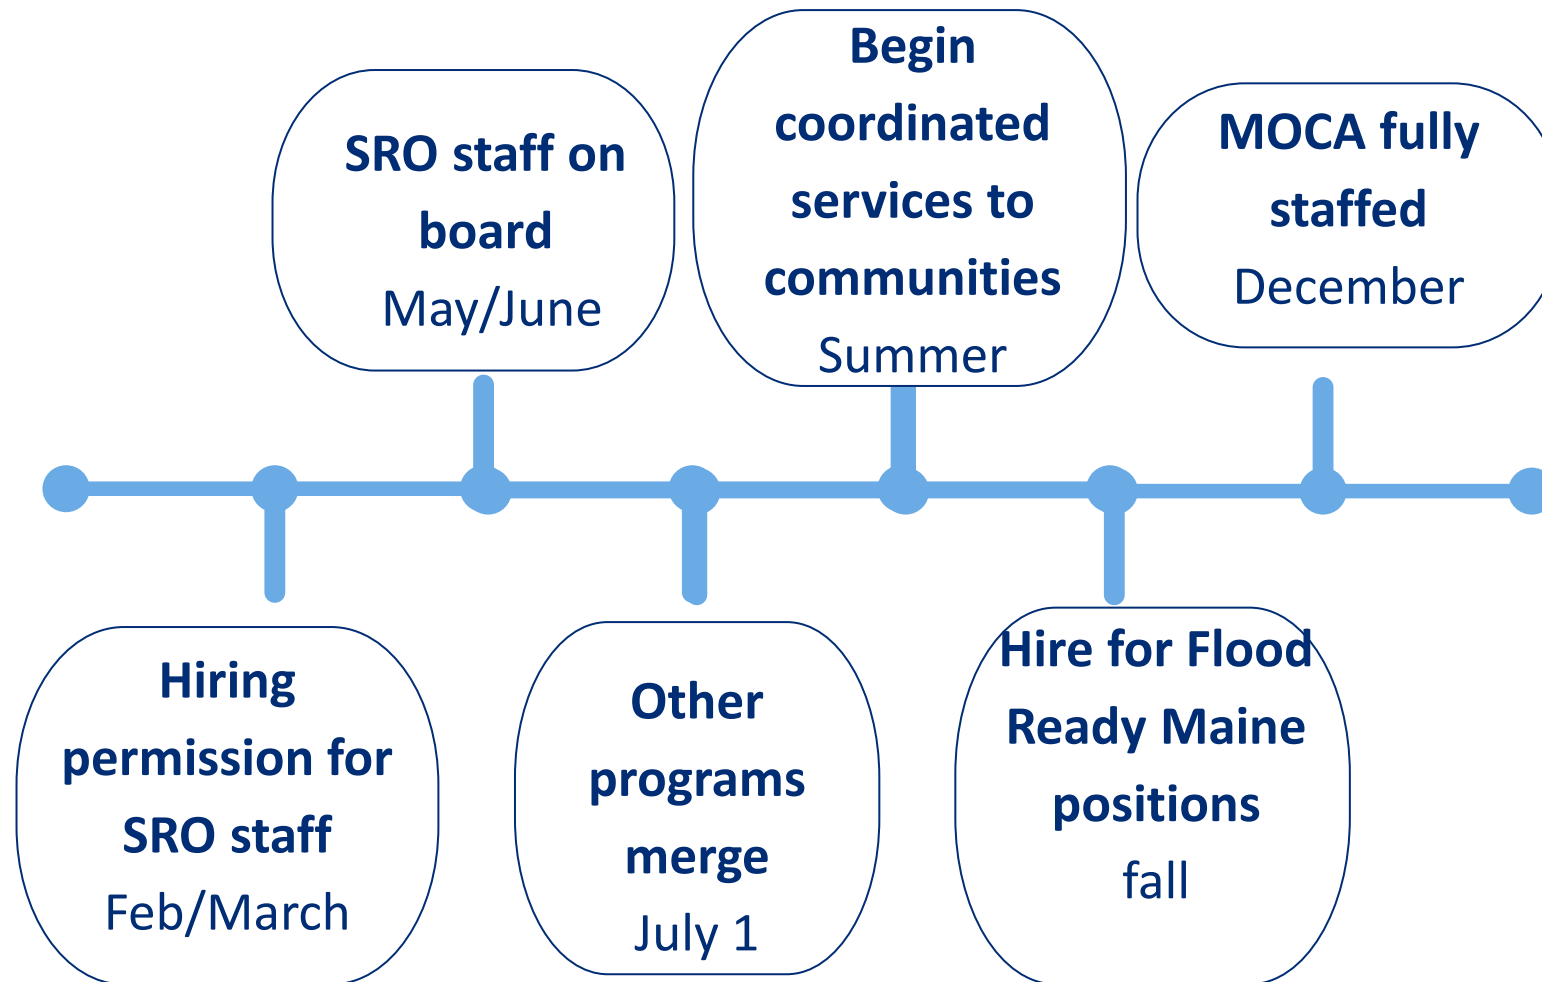 SRO staff on
board
May/June
Begin
coordinated
services to
communities
Summer
MOCA fully
staffed
December
Hiring
permission for
SRO staff
Feb/March
Other
programs
merge
July 1
Hire for Flood
Ready Maine
positions
fall